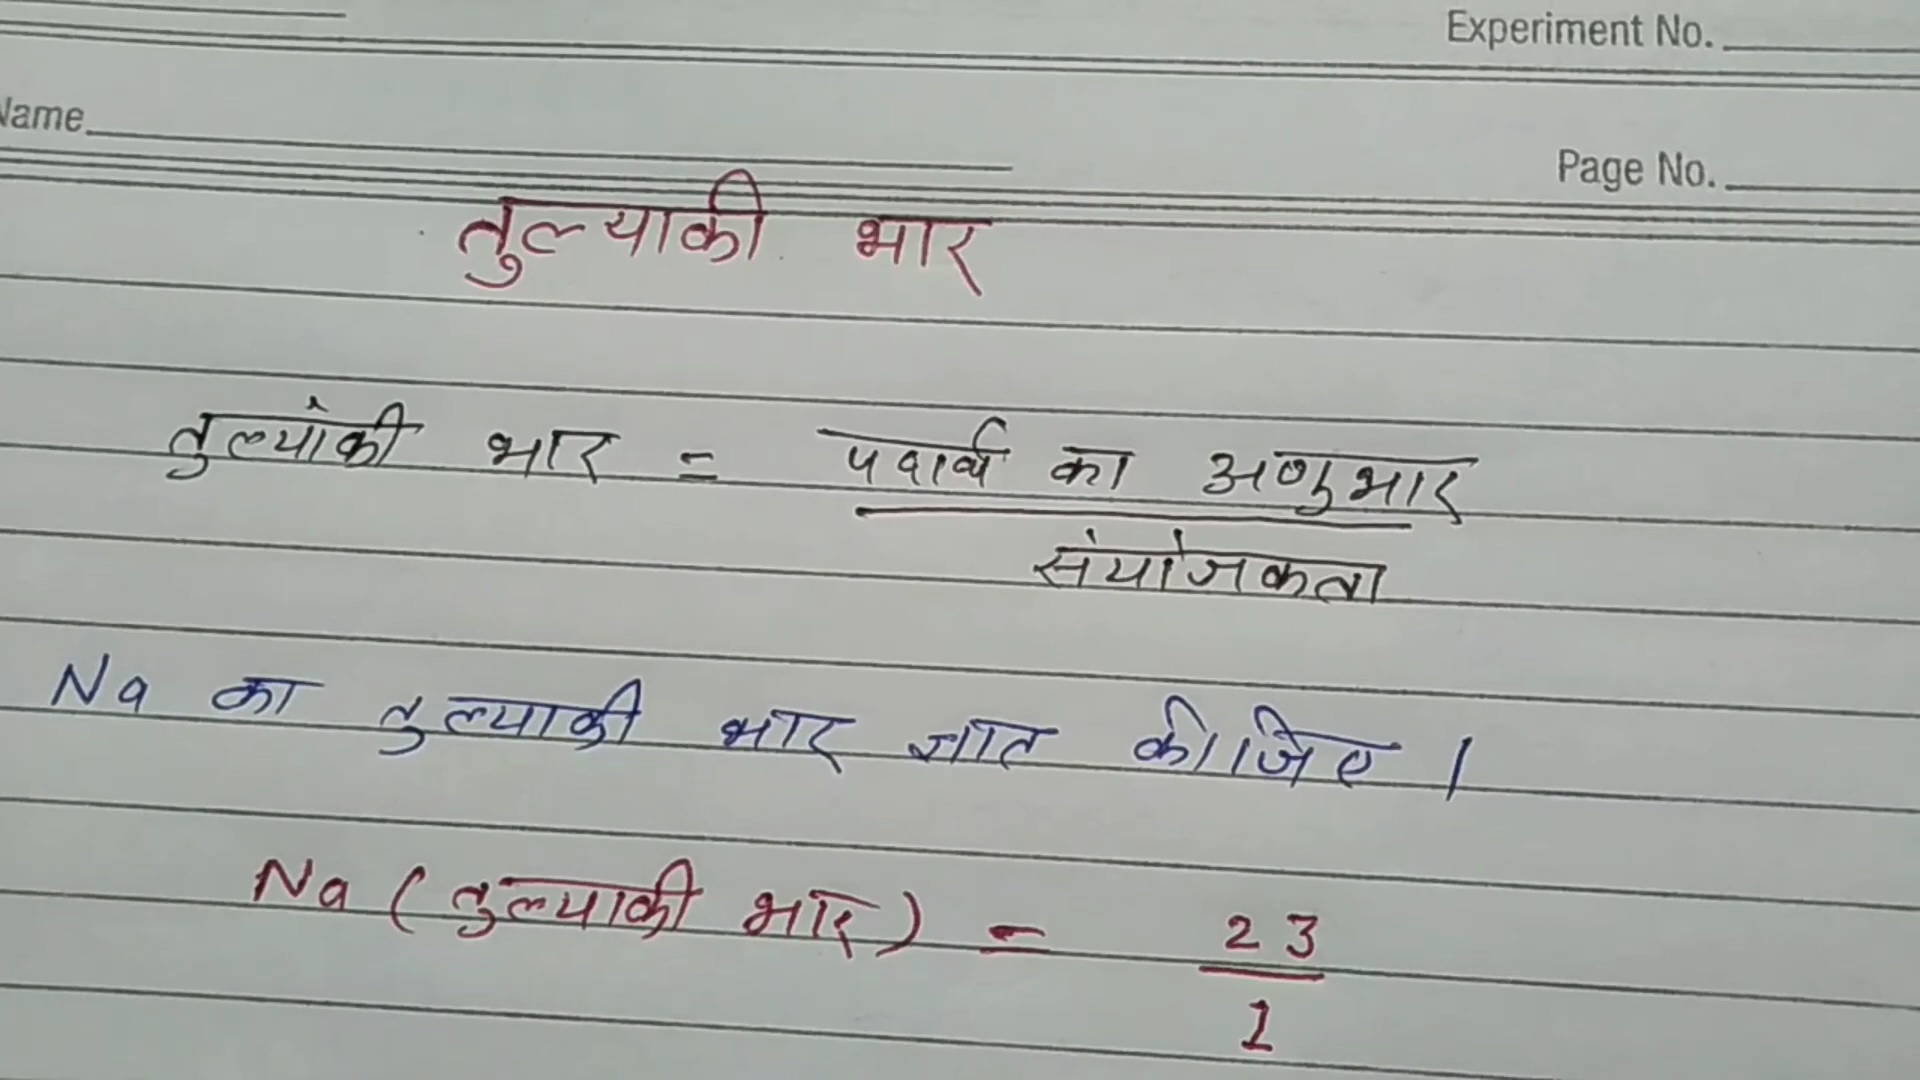 Experiment No.
Name
Page No.
तुल्याकी भार
तुल्यांकी भार = पदार्थ का अणुभार
संयोजकता
Na का तुल्याकी भार ज्ञात कीजिए।
Na (तुल्याकी भार) = 23
1